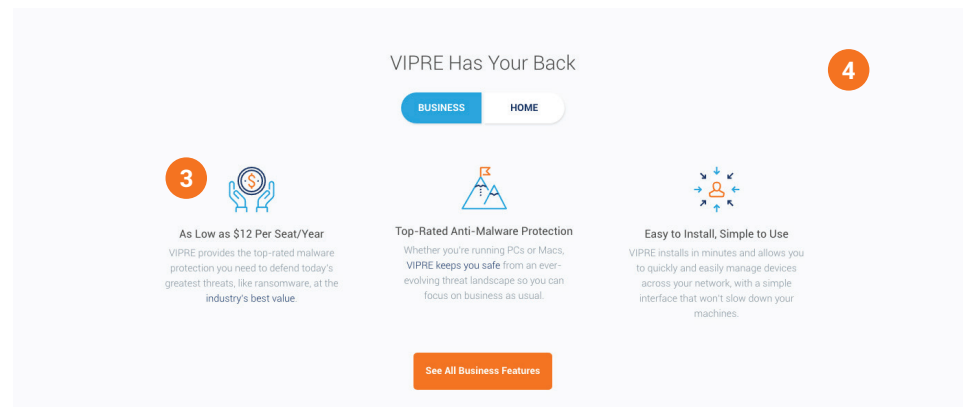 VIPRE Has Your Back
4
BUSINESS HOME
3
$
As Low as $12 Per Seat/Year
VIPRE provides the top-rated malware
protection you need to defend today's
greatest threats, like ransomware, at the
industry's best value.
Top-Rated Anti-Malware Protection
Whether you're running PCs or Macs,
VIPRE keeps you safe from an ever-
evolving threat landscape so you can
focus on business as usual.
Easy to Install, Simple to Use
VIPRE installs in minutes and allows you
to quickly and easily manage devices
across your network, with a simple
interface that won't slow down your
machines.
See All Business Features